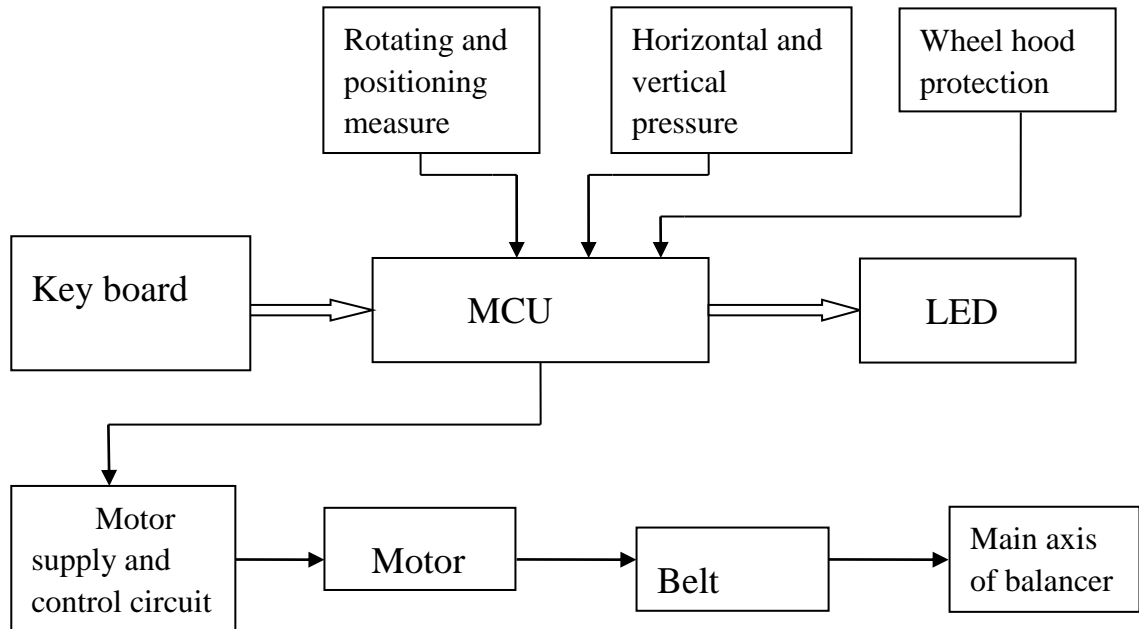 Rotating and
positioning
measure
Horizontal and
vertical
pressure
Wheel hood
protection
Key board
MCU
LED
Motor
supply and
control circuit
Motor
Belt
Main axis
of balancer